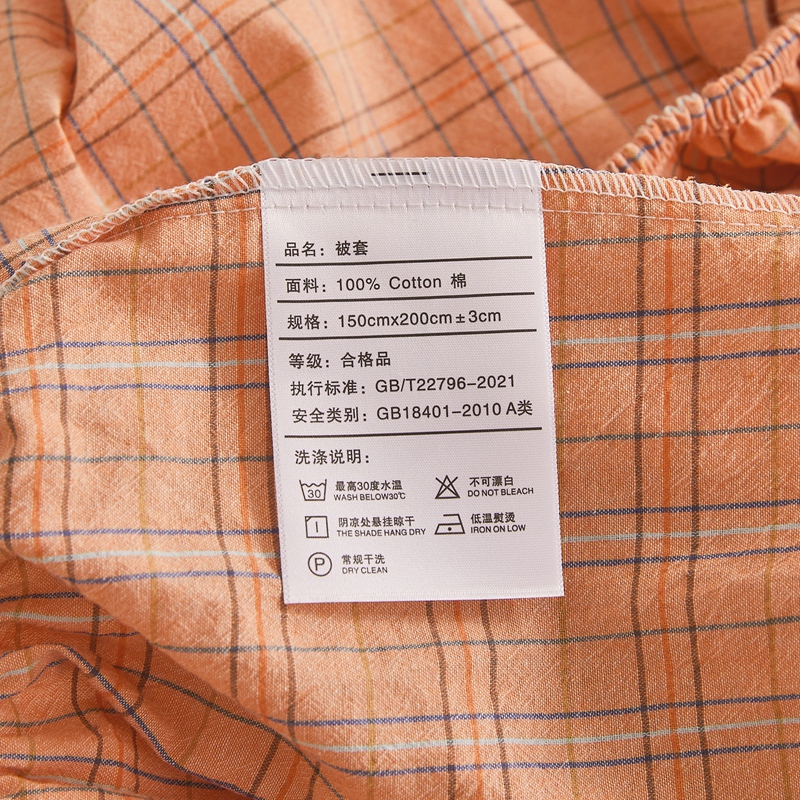 品名：被套
面料：100% Cotton 棉
规格：150cmx200cm±3cm
等级：合格品
执行标准：GB/T22796-2021
安全类别：GB18401-2010 A类
洗涤说明：
30 最高30度水温 不可漂白
WASH BELOW30℃ DO NOT BLEACH
阴凉处悬挂晾干 低温熨烫
THE SHADE HANG DRY IRON ON LOW
P 常规干洗
DRY CLEAN